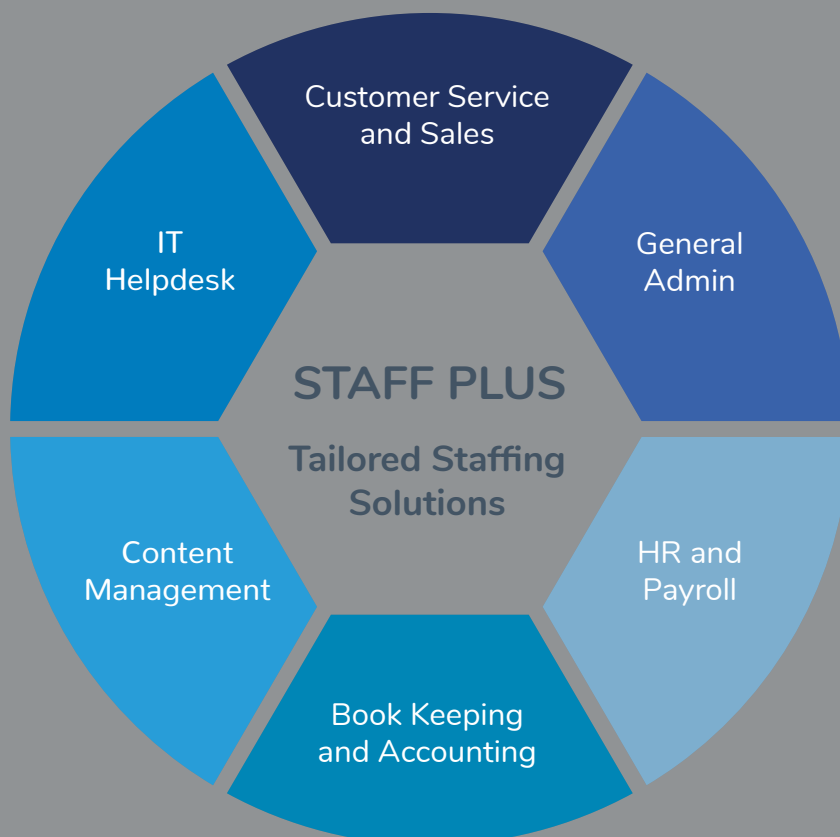 Customer Service
and Sales
General
Admin
HR and
Payroll
Book Keeping
and Accounting
Content
Management
IT
Helpdesk
STAFF PLUS
Tailored Staffing
Solutions